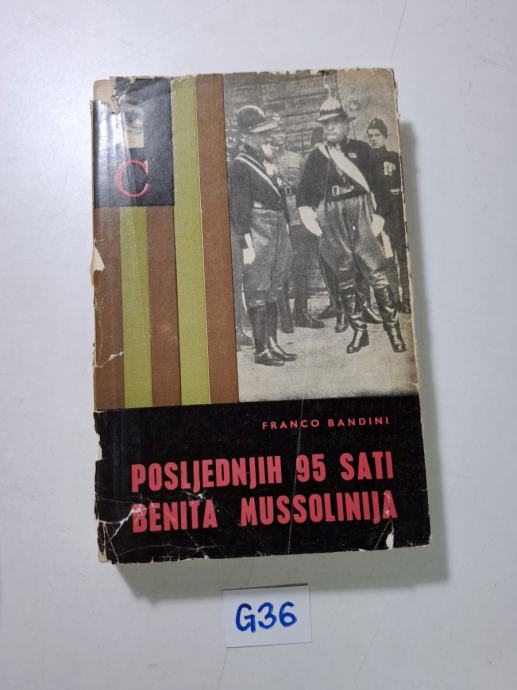 C
FRANCO BANDINI
POSLJEDNJIH 95 SATI
BENITA MUSSOLINIJA
G36